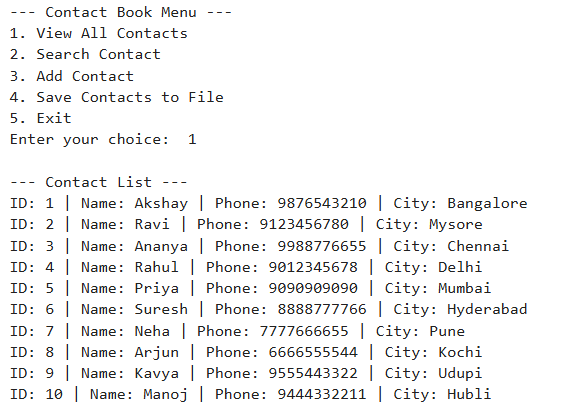 --- Contact Book Menu ---
1. View All Contacts
2. Search Contact
3. Add Contact
4. Save Contacts to File
5. Exit
Enter your choice:  1
--- Contact List ---
ID: 1 | Name: Akshay | Phone: 9876543210 | City: Bangalore
ID: 2 | Name: Ravi | Phone: 9123456780 | City: Mysore
ID: 3 | Name: Ananya | Phone: 9988776655 | City: Chennai
ID: 4 | Name: Rahul | Phone: 9012345678 | City: Delhi
ID: 5 | Name: Priya | Phone: 9090909090 | City: Mumbai
ID: 6 | Name: Suresh | Phone: 8888777766 | City: Hyderabad
ID: 7 | Name: Neha | Phone: 7777666655 | City: Pune
ID: 8 | Name: Arjun | Phone: 6666555544 | City: Kochi
ID: 9 | Name: Kavya | Phone: 9555443322 | City: Udupi
ID: 10 | Name: Manoj | Phone: 9444332211 | City: Hubli